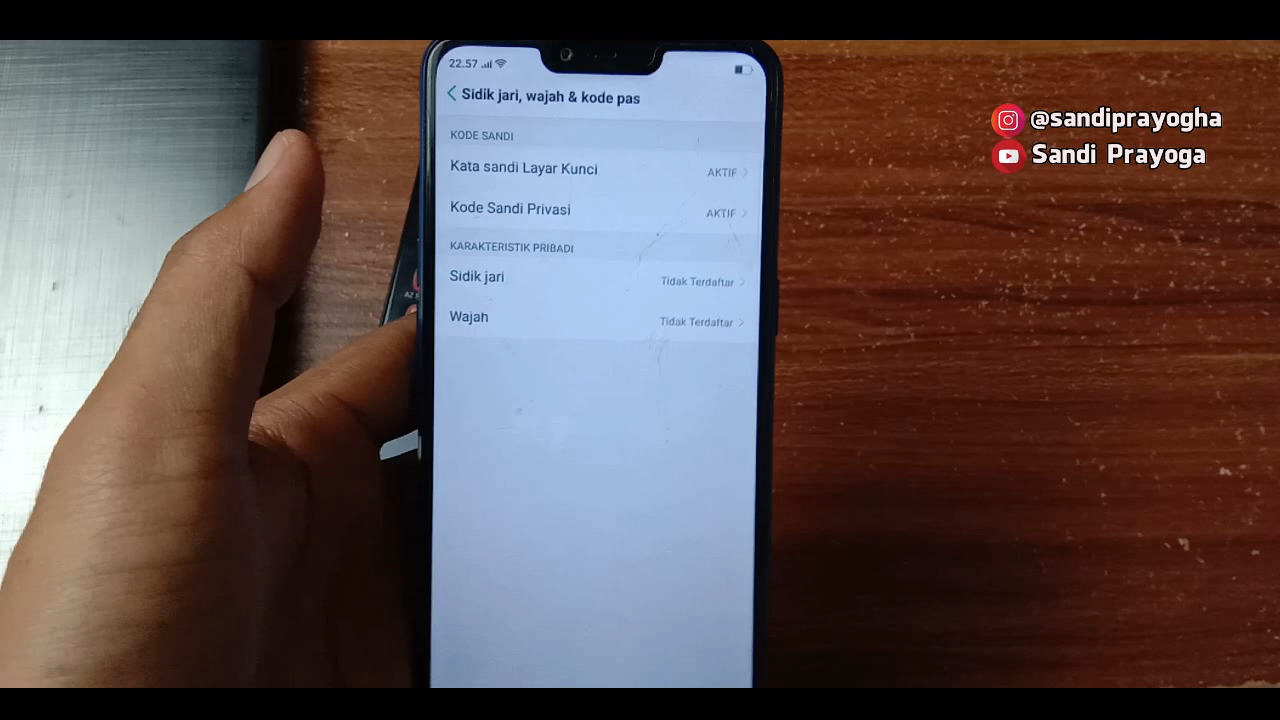 22.57
Sidik jari, wajah & kode pas
KODE SANDI
Kata sandi Layar Kunci AKTIF
Kode Sandi Privasi AKTIF
KARAKTERISTIK PRIBADI
Sidik jari Tidak Terdaftar
Wajah Tidak Terdaftar
@sandiprayogha
Sandi Prayoga